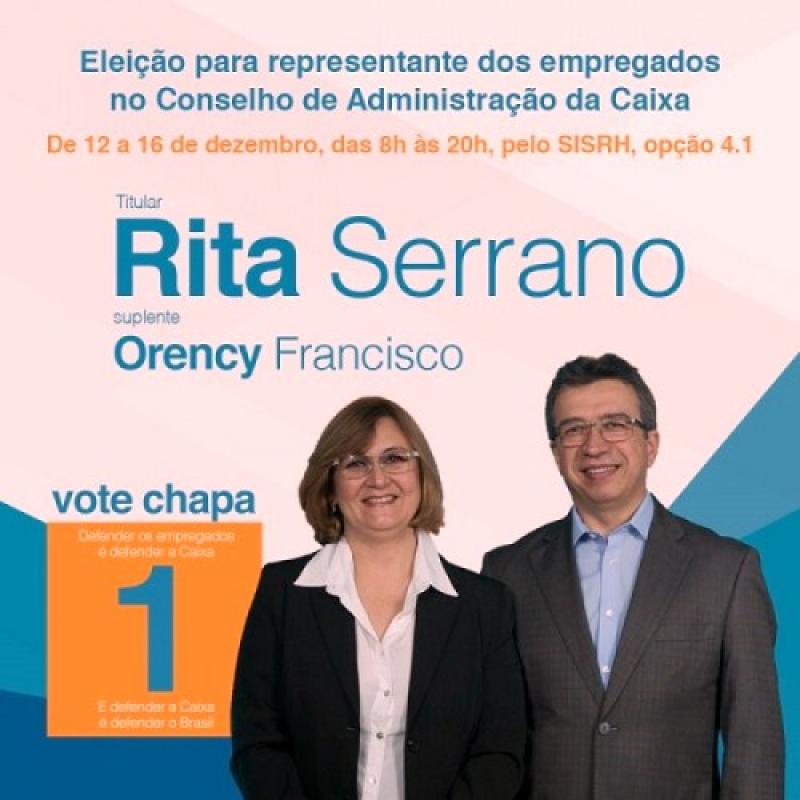 Eleição para representante dos empregados
no Conselho de Administração da Caixa
De 12 a 16 de dezembro, das 8h às 20h, pelo SISRH, opção 4.1
Titular
Rita Serrano
suplente
Orency Francisco
vote chapa
Defender os empregados
é defender a Caixa
1
E defender a Caixa
é defender o Brasil